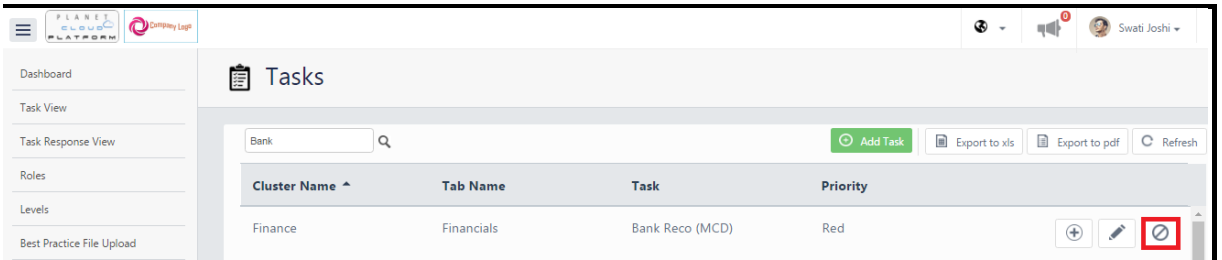 PLANET
CLOUD
PLATFORM
Company Logo
0
Swati Joshi
Dashboard
Tasks
Task View
Task Response View
Bank
Add Task
Export to xls
Export to pdf
Refresh
Roles
Cluster Name
Tab Name
Task
Priority
Levels
Finance
Financials
Bank Reco (MCD)
Red
Best Practice File Upload